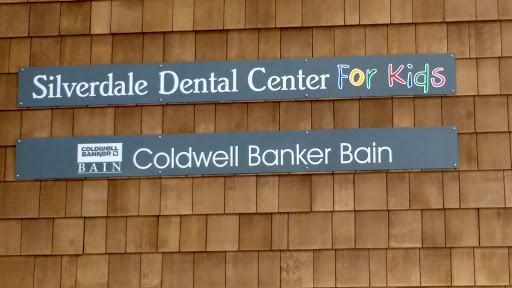 Silverdale Dental Center For Kids
COLDWELL
BANKER
BAIN
Coldwell Banker Bain